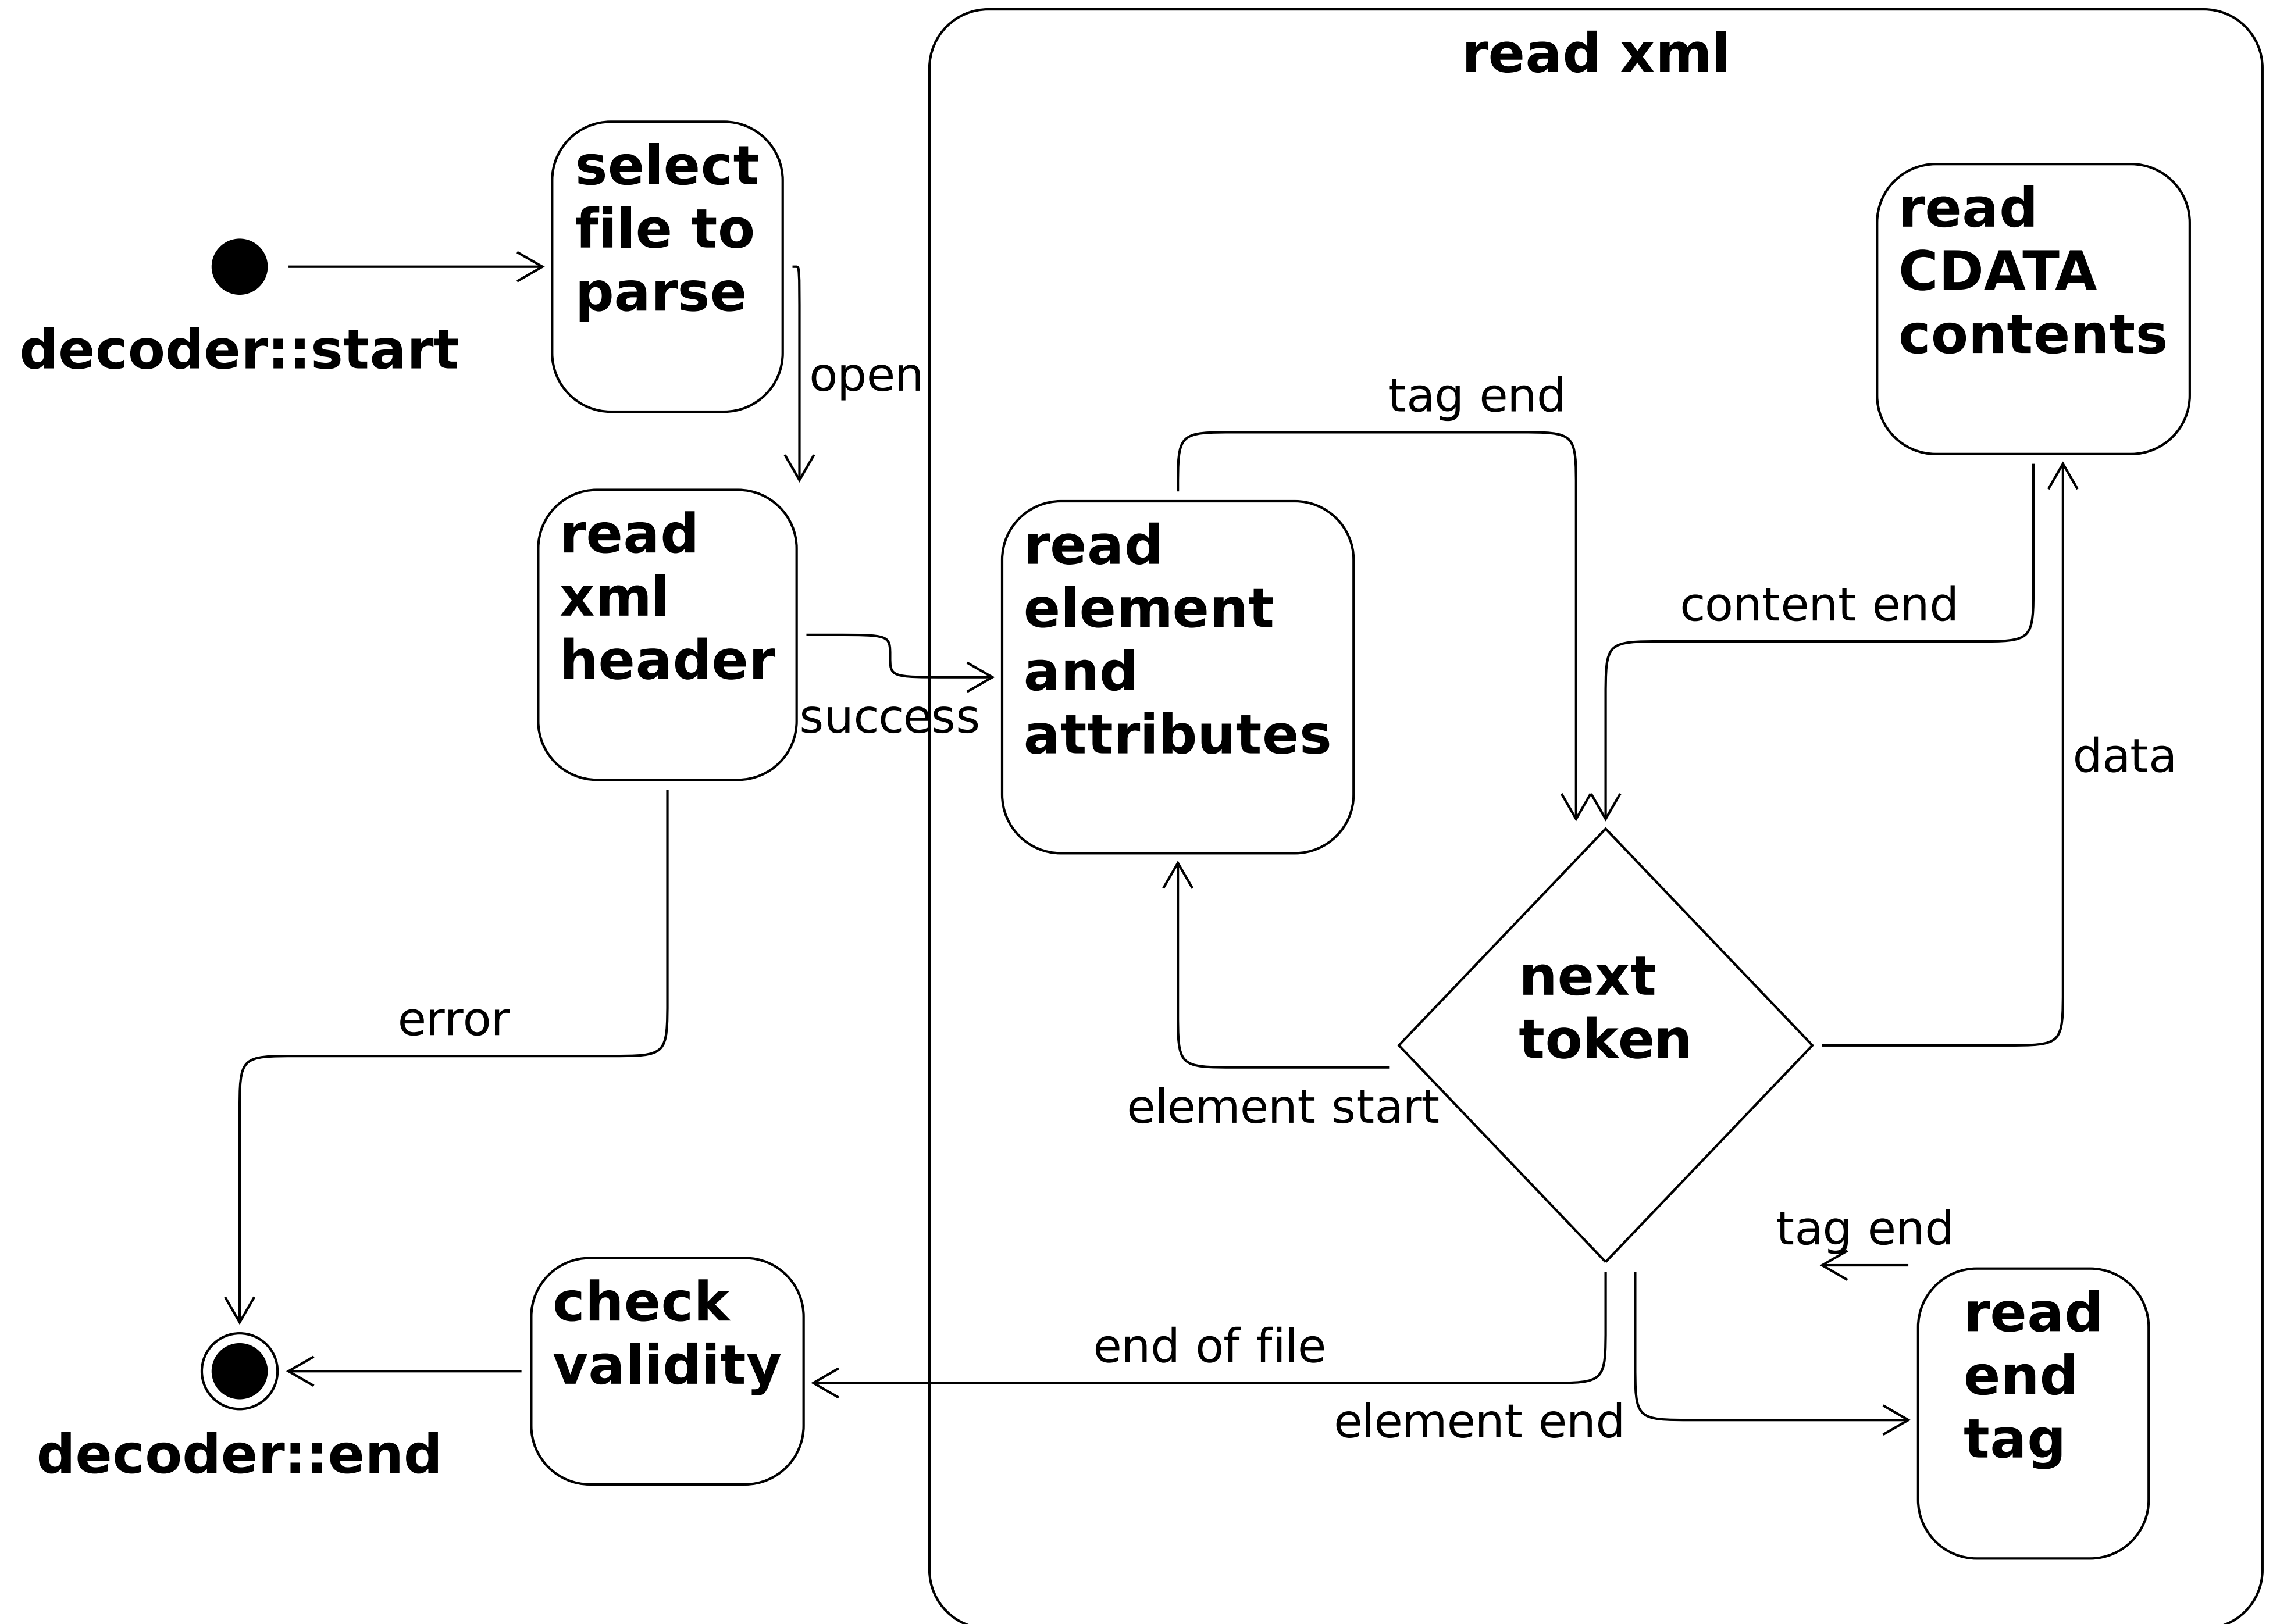 read xml
select
file to
parse
decoder::start
open
read
CDATA
contents
tag end
read
xml
header
success
read
element
and
attributes
content end
data
next
token
element start
error
tag end
check
validity
end of file
element end
read
end
tag
decoder::end